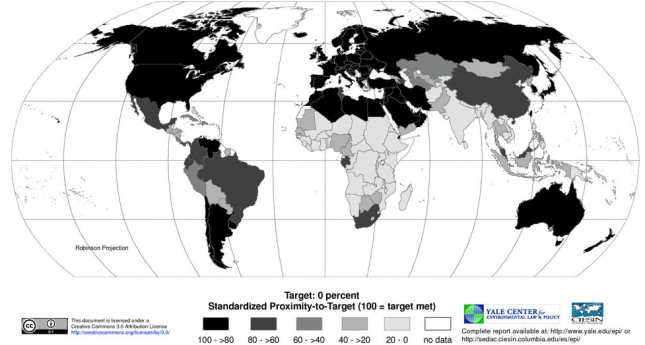 Robinson Projection
Target: 0 percent
Standardized Proximity-to-Target (100 = target met)
100 - >80
80 - >60
60 - >40
40 - >20
20 - 0
no data
cc
BY
This document is licensed under a
Creative Commons 3.0 Attribution License
http://creativecommons.org/licenses/by/3.0/
YALE CENTER for
ENVIRONMENTAL LAW & POLICY
CIESIN
Complete report available at: http://www.yale.edu/epi/ or
http://sedac.ciesin.columbia.edu/es/epi/